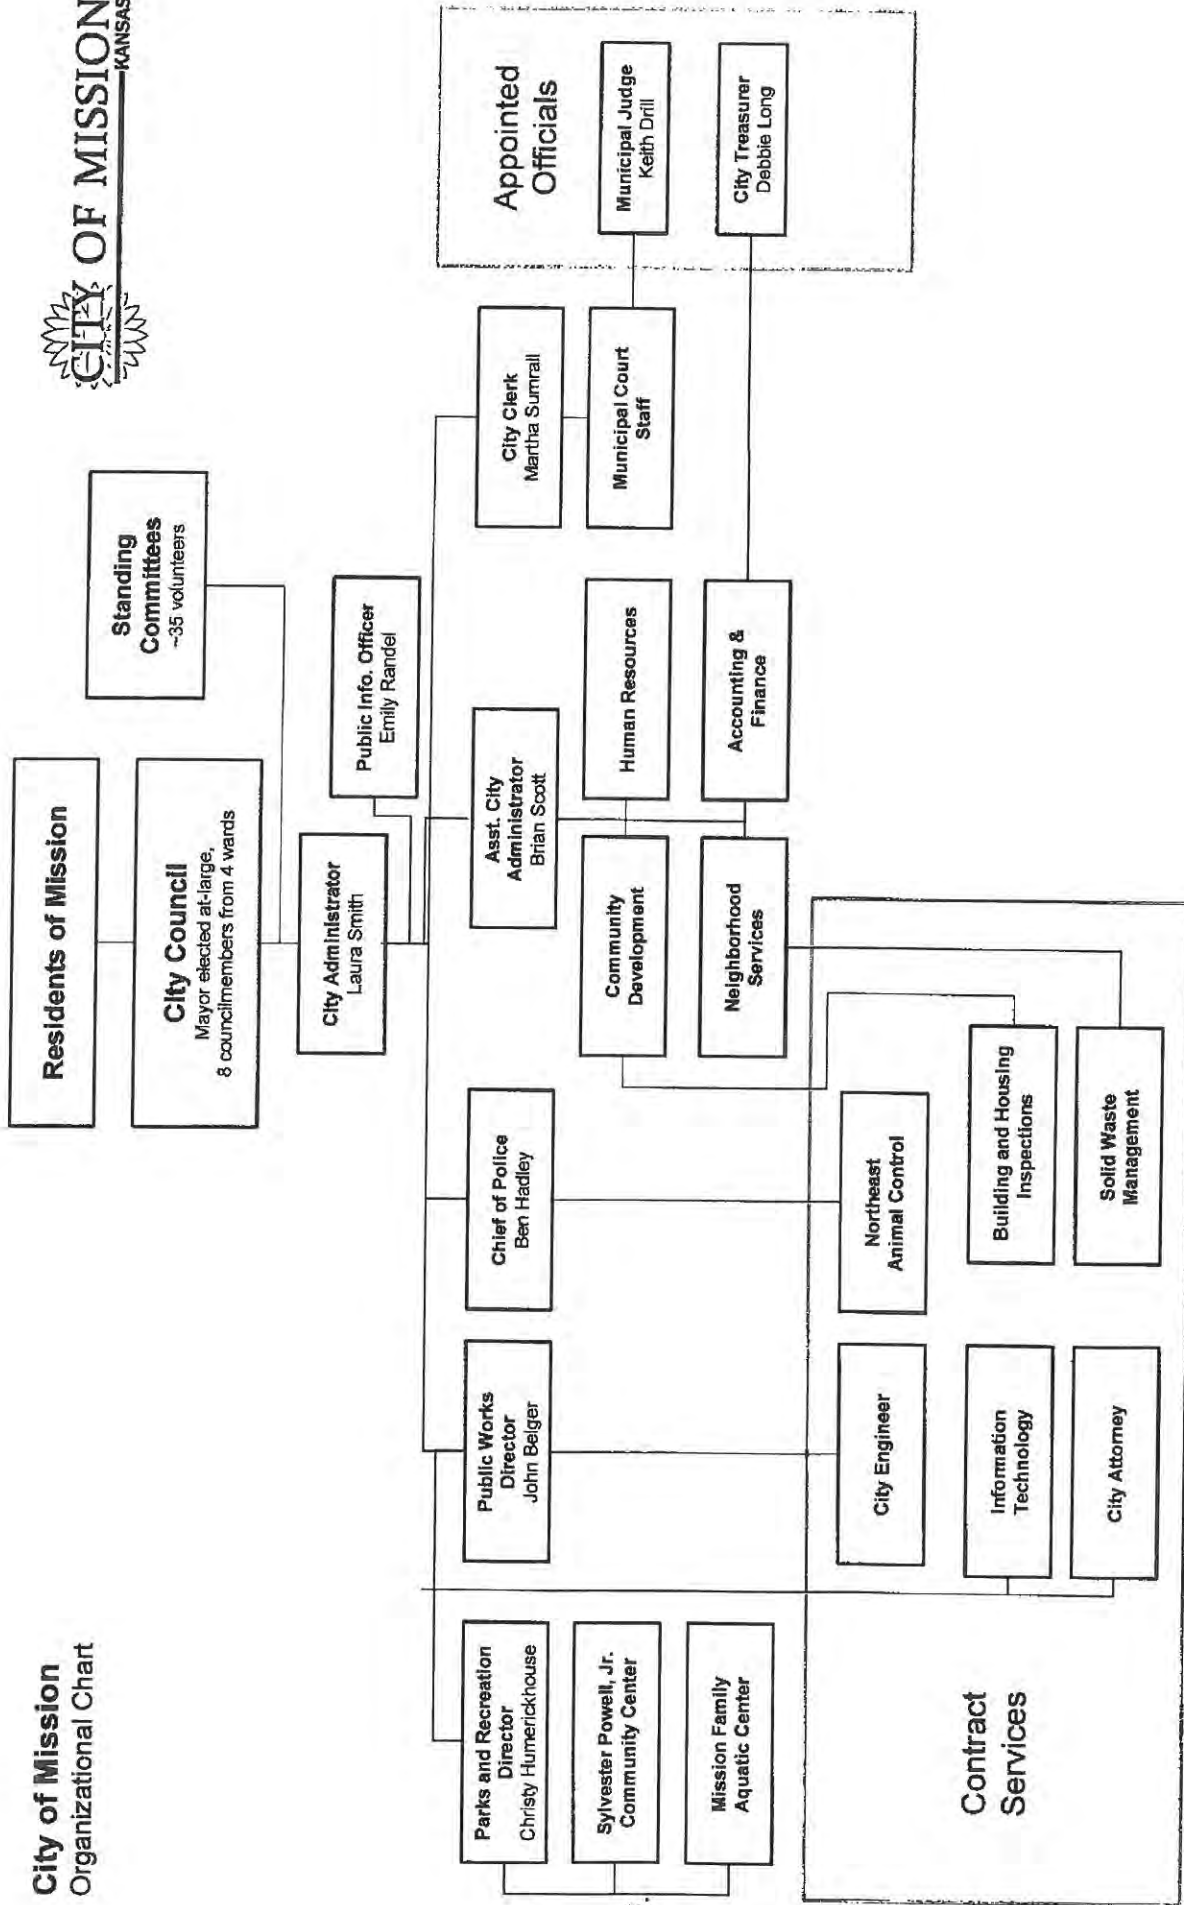 City of Mission
Organizational Chart
CITY OF MISSION
KANSAS
Residents of Mission
City Council
Mayor elected at-large,
8 councilmembers from 4 wards
Standing
Committees
~35 volunteers
City Administrator
Laura Smith
Public Info. Officer
Emily Randel
Parks and Recreation
Director
Christy Humerickhouse
Public Works
Director
John Belger
Chief of Police
Ben Hadley
Asst. City
Administrator
Brian Scott
City Clerk
Martha Sumrall
Appointed
Officials
Sylvester Powell, Jr.
Community Center
Community
Development
Human Resources
Municipal Court
Staff
Municipal Judge
Keith Drill
Mission Family
Aquatic Center
Neighborhood
Services
Accounting &
Finance
City Treasurer
Debbie Long
Contract
Services
City Engineer
Northeast
Animal Control
Information
Technology
Building and Housing
Inspections
City Attorney
Solid Waste
Management